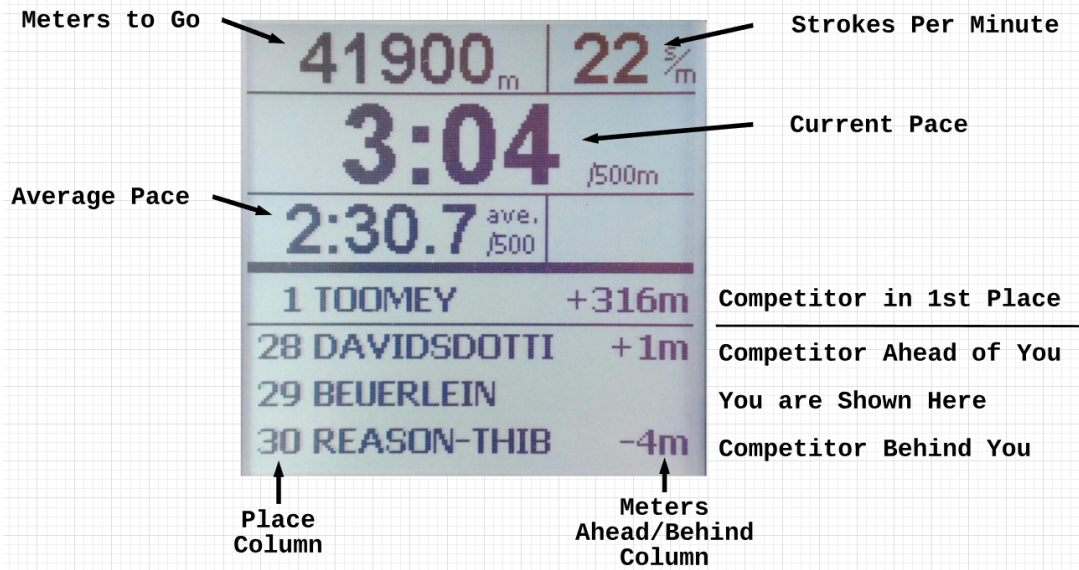 Meters to Go
Strokes Per Minute
41900m
22 s/m
Current Pace
3:04 /500m
Average Pace
2:30.7 ave. /500
1 TOOMEY +316m
Competitor in 1st Place
28 DAVIDSDOTTI +1m
Competitor Ahead of You
29 BEUERLEIN
You are Shown Here
30 REASON-THIB -4m
Competitor Behind You
Place
Column
Meters
Ahead/Behind
Column